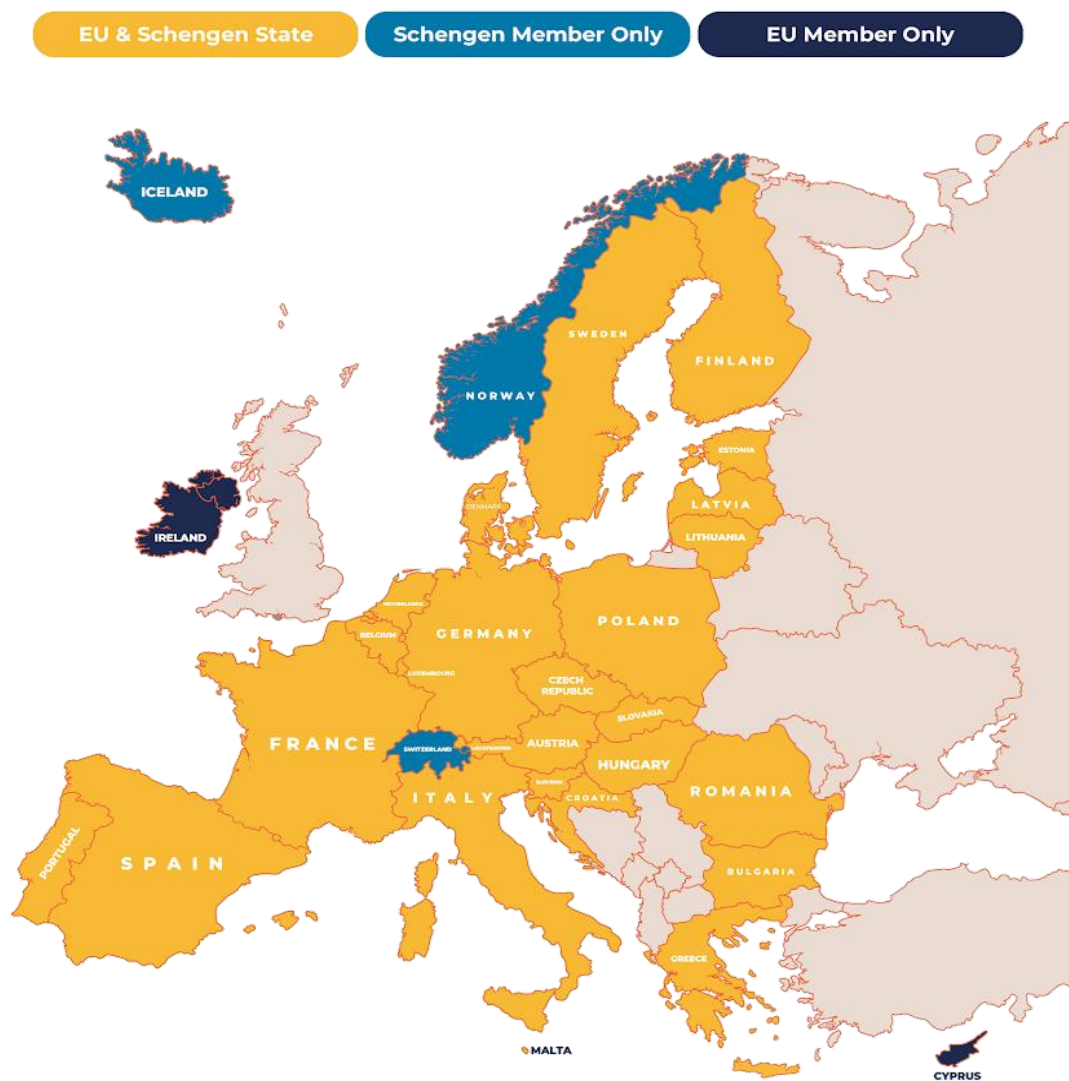 EU & Schengen State
Schengen Member Only
EU Member Only
ICELAND
SWEDEN
FINLAND
NORWAY
ESTONIA
DENMARK
LATVIA
IRELAND
LITHUANIA
NETHERLANDS
POLAND
BELGIUM
GERMANY
LUXEMBOURG
CZECH
REPUBLIC
SLOVAKIA
FRANCE
SWITZERLAND
LIECHTENSTEIN
AUSTRIA
HUNGARY
SLOVENIA
ITALY
CROATIA
ROMANIA
PORTUGAL
SPAIN
BULGARIA
GREECE
MALTA
CYPRUS